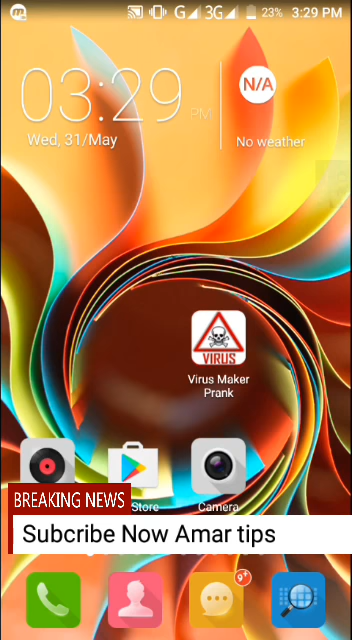 G 3G 23% 3:29 PM
03:29 PM
N/A
Wed, 31/May
No weather
VIRUS
Virus Maker
Prank
Store
Camera
BREAKING NEWS
Subcribe Now Amar tips
9+